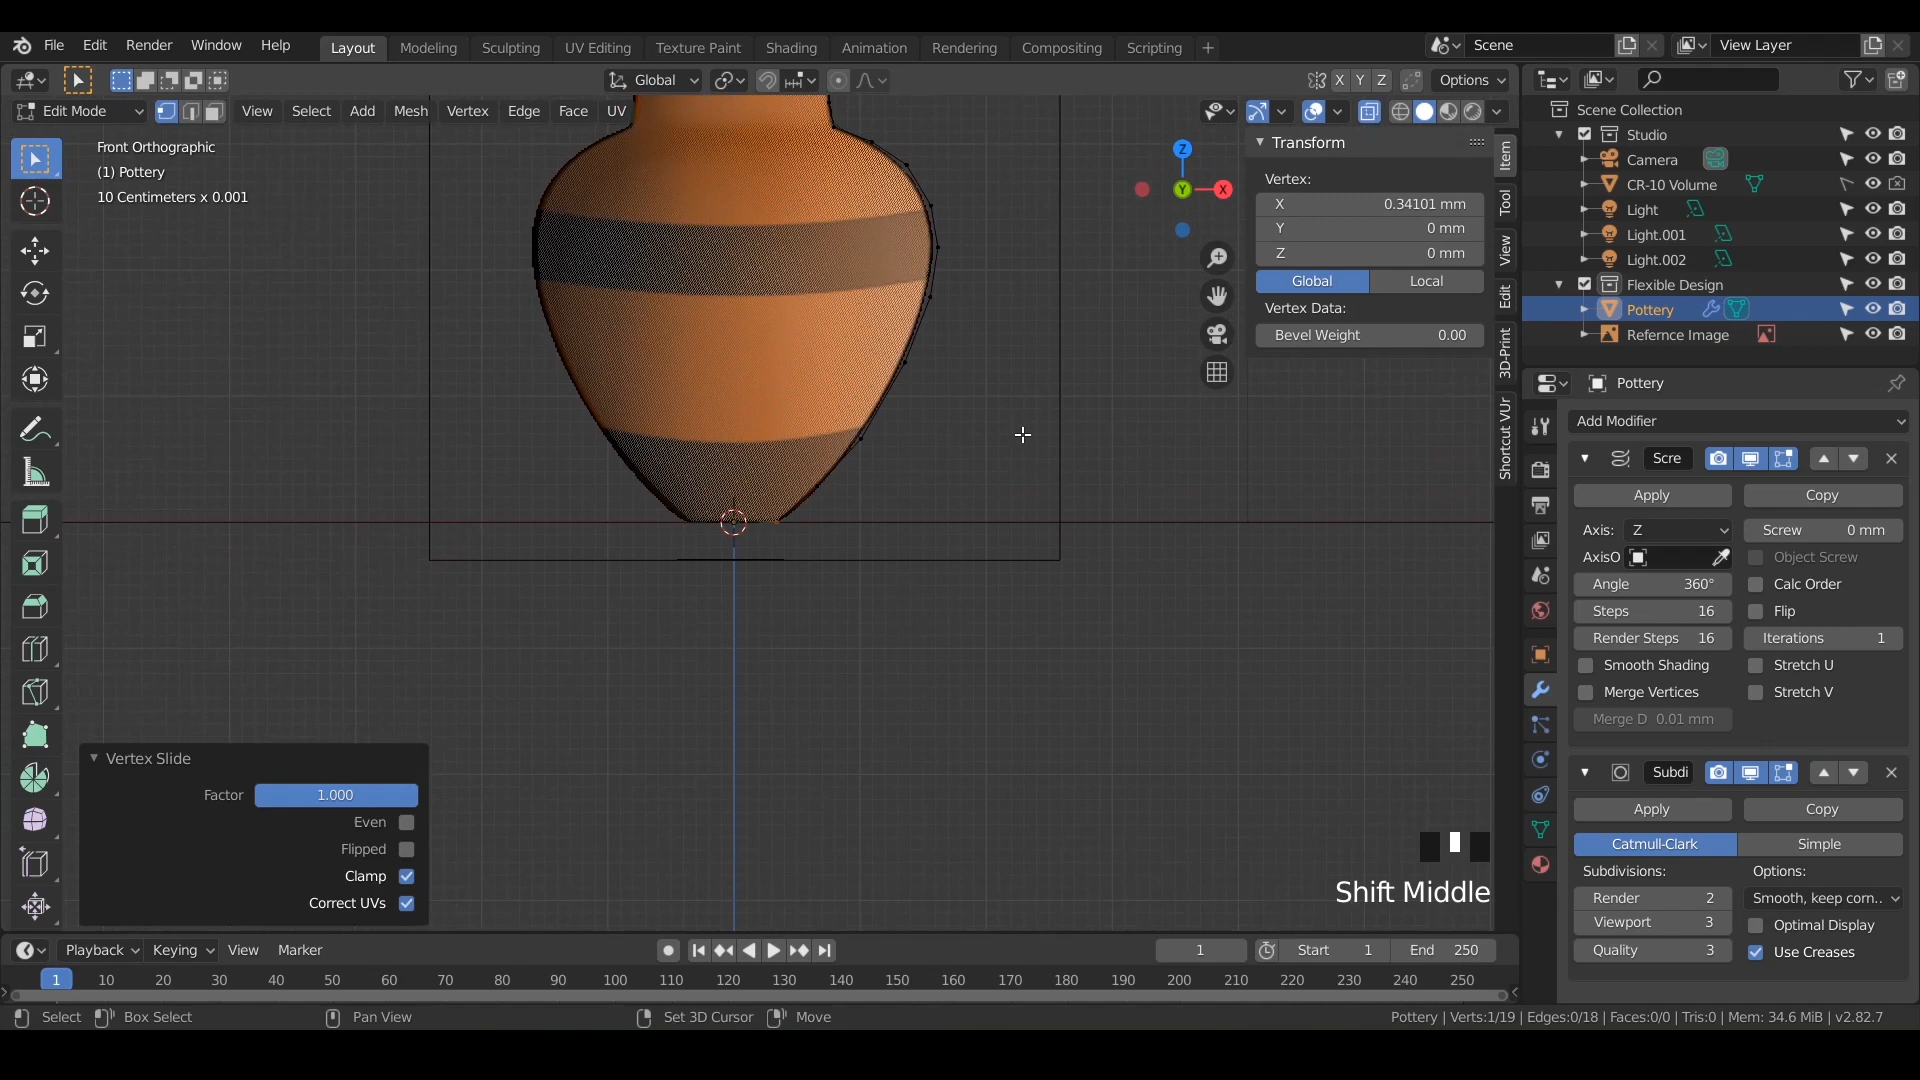 File Edit Render Window Help Layout Modeling Sculpting UV Editing Texture Paint Shading Animation Rendering Compositing Scripting + Scene View Layer
Global X Y Z Options
Edit Mode View Select Add Mesh Vertex Edge Face UV
Front Orthographic
(1) Pottery
10 Centimeters x 0.001
Z
Y
X
Transform
Vertex:
X 0.34101 mm
Y 0 mm
Z 0 mm
Global Local
Vertex Data:
Bevel Weight 0.00
Item
Tool
View
Edit
3D-Print
Shortcut VUr
Scene Collection
Studio
Camera
CR-10 Volume
Light
Light.001
Light.002
Flexible Design
Pottery
Refernce Image
Pottery
Add Modifier
Scre
Apply Copy
Axis: Z Screw 0 mm
AxisO Object Screw
Angle 360° Calc Order
Steps 16 Flip
Render Steps 16 Iterations 1
Smooth Shading Stretch U
Merge Vertices Stretch V
Merge D 0.01 mm
Subdi
Apply Copy
Catmull-Clark Simple
Subdivisions: Options:
Render 2 Smooth, keep corn..
Viewport 3 Optimal Display
Quality 3 Use Creases
Vertex Slide
Factor 1.000
Even
Flipped
Clamp
Correct UVs
Shift Middle
Playback Keying View Marker 1 Start 1 End 250
1 10 20 30 40 50 60 70 80 90 100 110 120 130 140 150 160 170 180 190 200 210 220 230 240 250
Select Box Select Pan View Set 3D Cursor Move Pottery | Verts:1/19 | Edges:0/18 | Faces:0/0 | Tris:0 | Mem: 34.6 MiB | v2.82.7